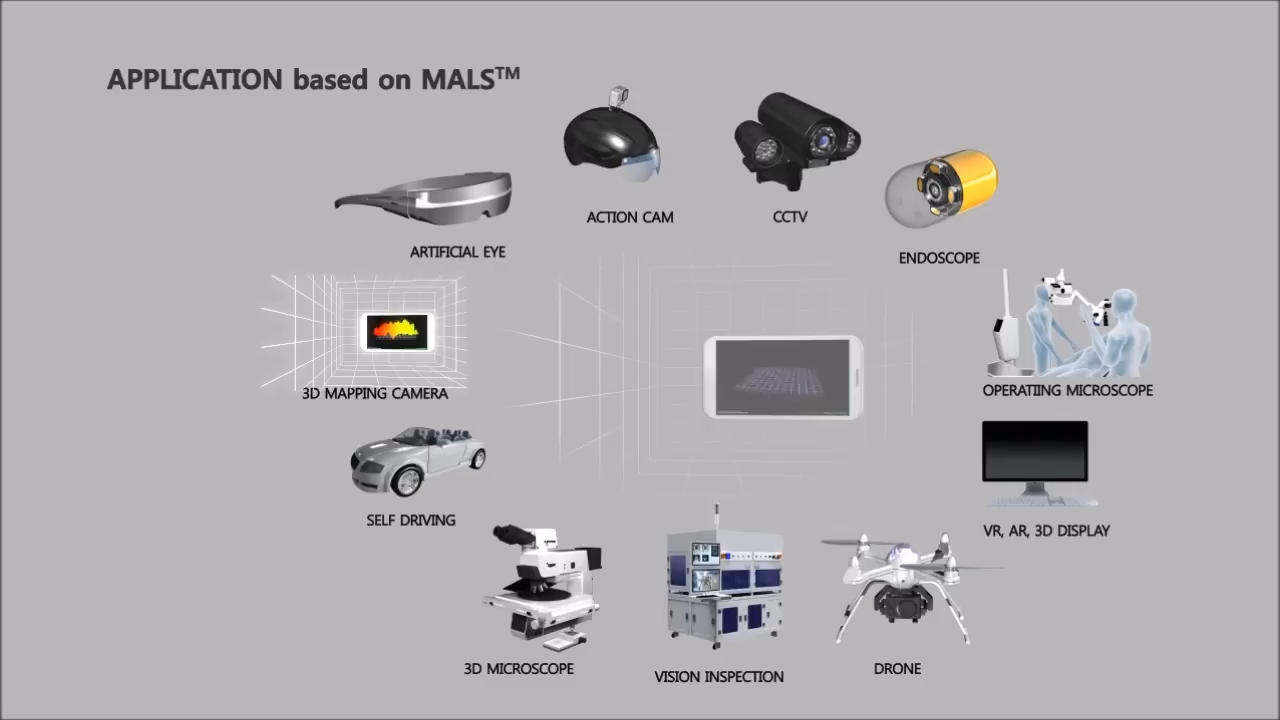 APPLICATION based on MALS™
ACTION CAM
CCTV
ARTIFICIAL EYE
ENDOSCOPE
3D MAPPING CAMERA
OPERATIING MICROSCOPE
SELF DRIVING
VR, AR, 3D DISPLAY
3D MICROSCOPE
VISION INSPECTION
DRONE